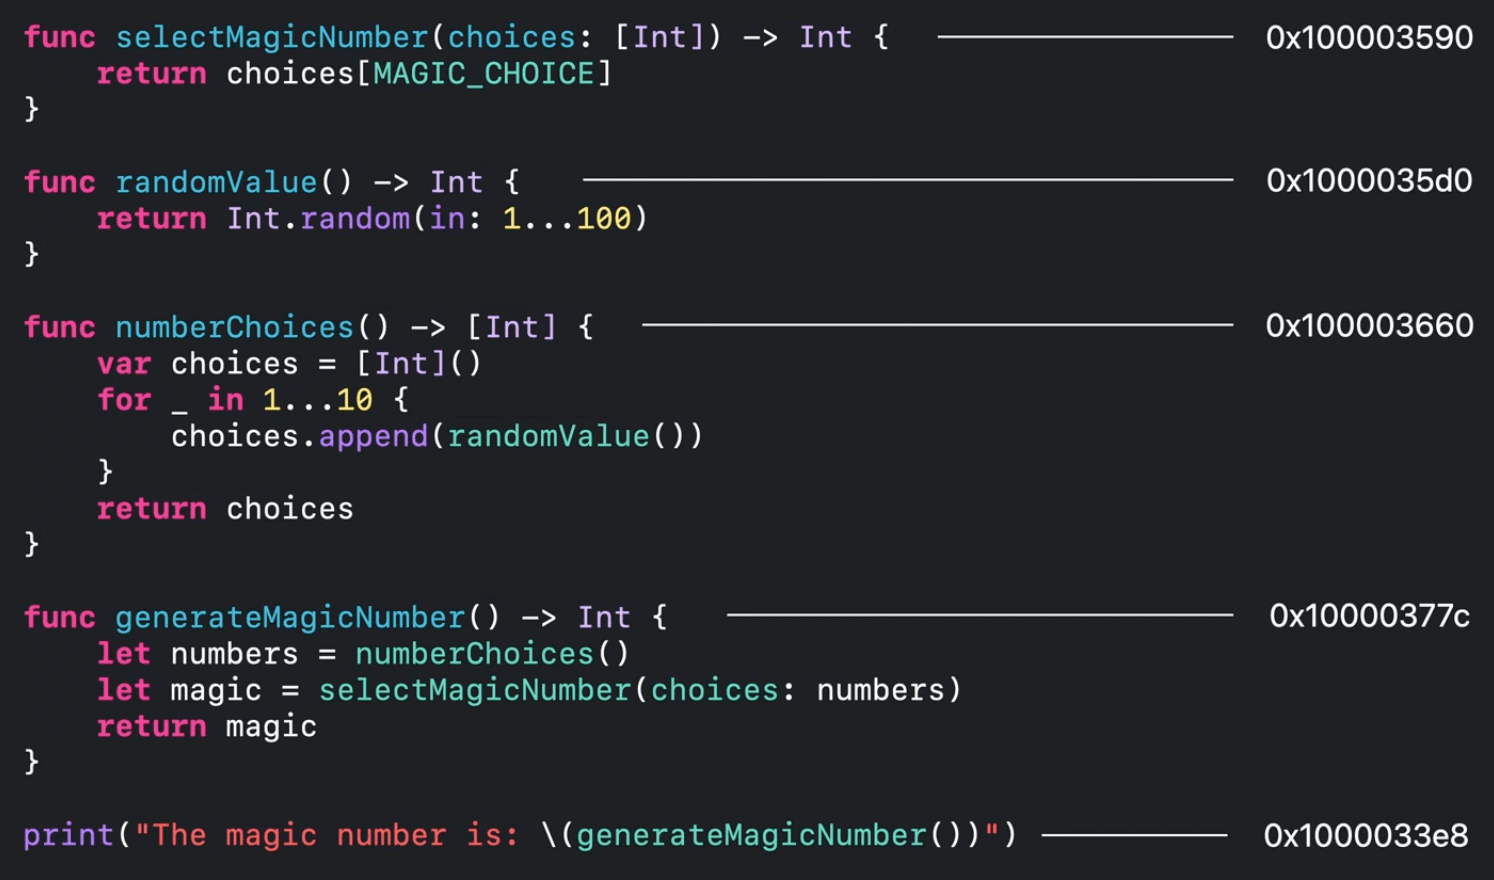 func selectMagicNumber(choices: [Int]) -> Int { 0x100003590
    return choices[MAGIC_CHOICE]
}
func randomValue() -> Int { 0x1000035d0
    return Int.random(in: 1...100)
}
func numberChoices() -> [Int] { 0x100003660
    var choices = [Int]()
    for _ in 1...10 {
        choices.append(randomValue())
    }
    return choices
}
func generateMagicNumber() -> Int { 0x10000377c
    let numbers = numberChoices()
    let magic = selectMagicNumber(choices: numbers)
    return magic
}
print("The magic number is: \(generateMagicNumber())") 0x1000033e8